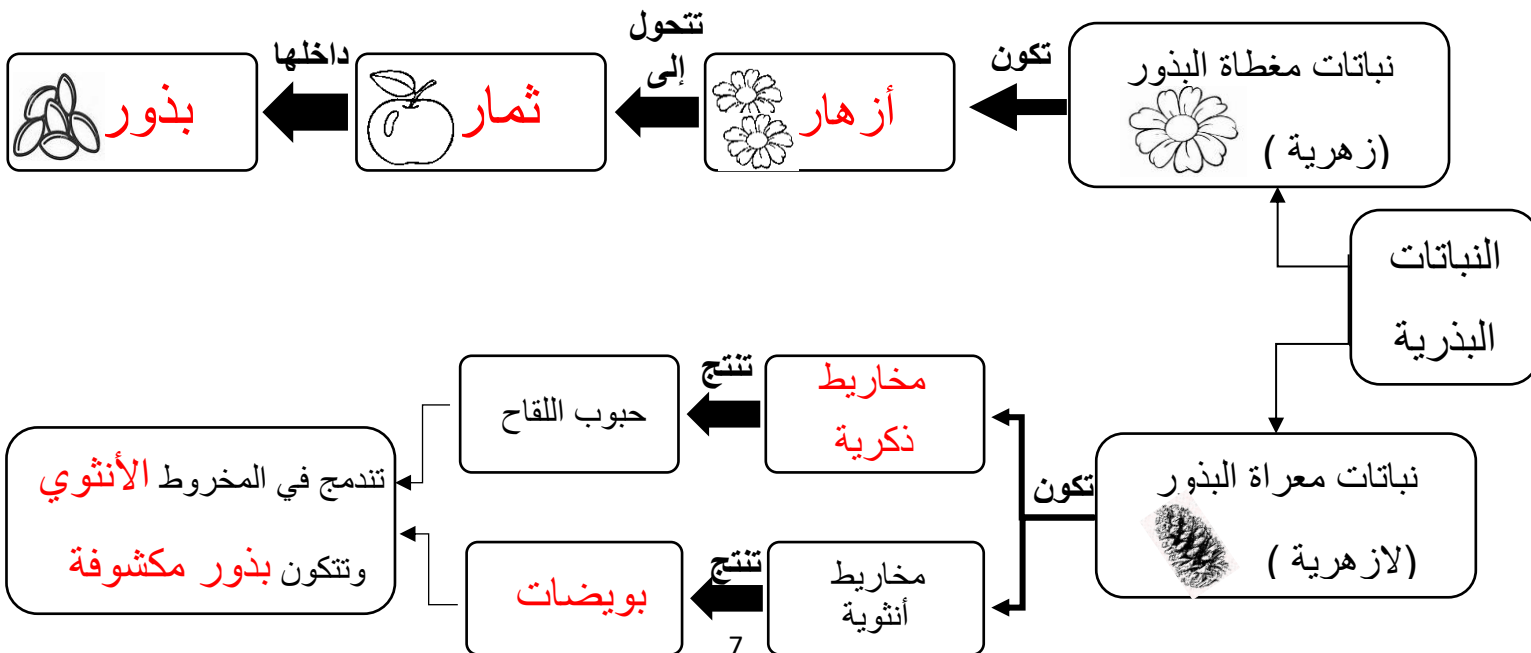 النباتات
البذرية
نباتات مغطاة البذور
(زهرية )
تكون
أزهار
تتحول
إلى
ثمار
داخلها
بذور
نباتات معراة البذور
(لازهرية )
تكون
مخاريط
ذكرية
تنتج
حبوب اللقاح
مخاريط
أنثوية
تنتج
بويضات
تندمج في المخروط الأنثوي
وتتكون بذور مكشوفة
7